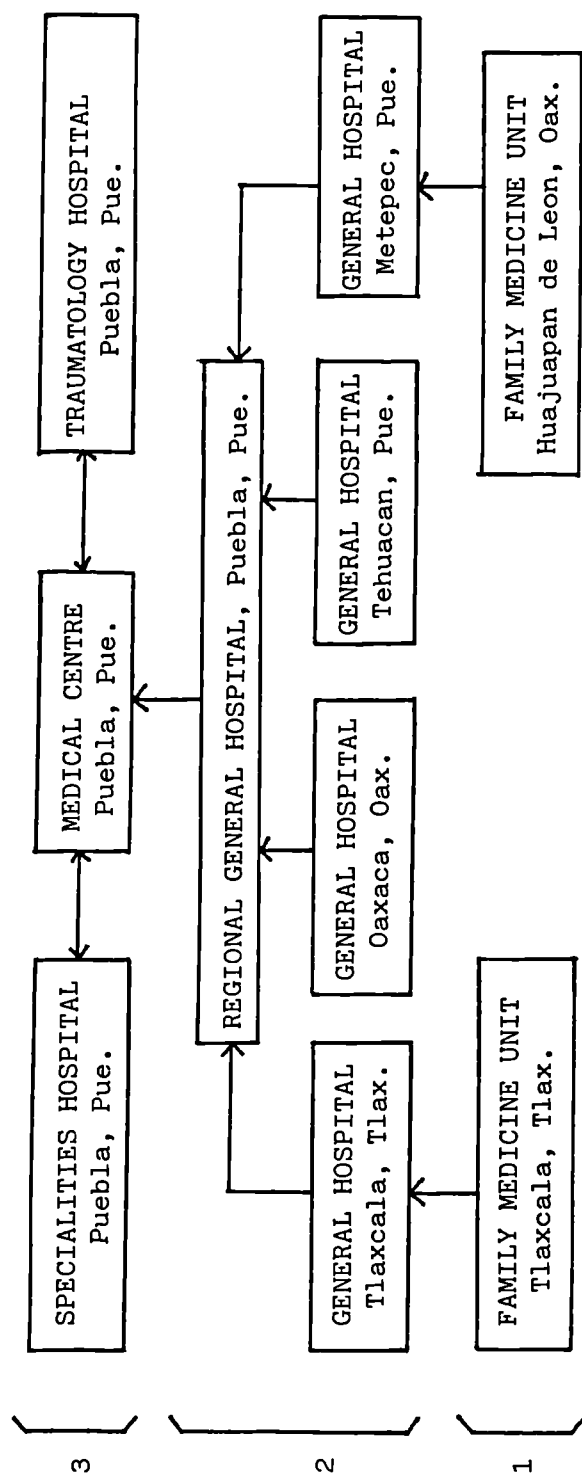 3
SPECIALITIES HOSPITAL
Puebla, Pue.
MEDICAL CENTRE
Puebla, Pue.
TRAUMATOLOGY HOSPITAL
Puebla, Pue.
2
REGIONAL GENERAL HOSPITAL, Puebla, Pue.
GENERAL HOSPITAL
Tlaxcala, Tlax.
GENERAL HOSPITAL
Oaxaca, Oax.
GENERAL HOSPITAL
Tehuacan, Pue.
GENERAL HOSPITAL
Metepec, Pue.
1
FAMILY MEDICINE UNIT
Tlaxcala, Tlax.
FAMILY MEDICINE UNIT
Huajuapan de Leon, Oax.